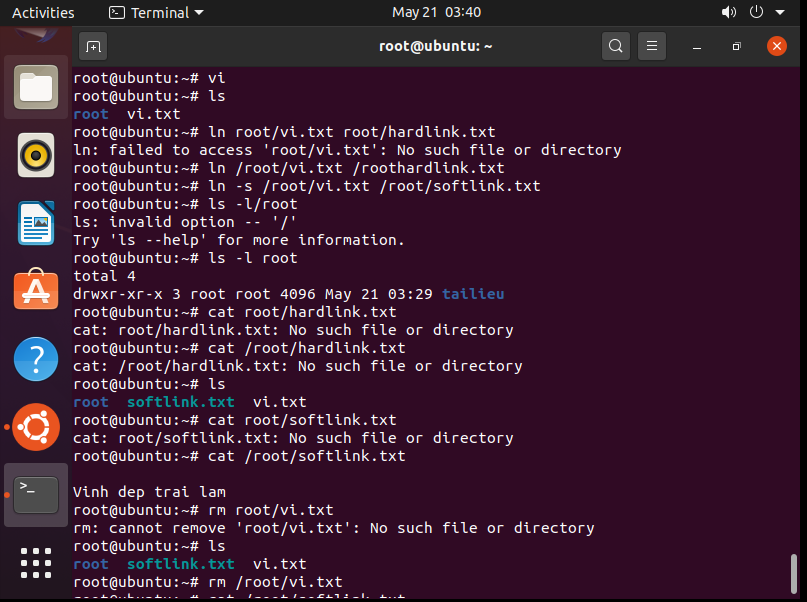 Activities
Terminal
May 21 03:40
root@ubuntu: ~
root@ubuntu:~# vi
root@ubuntu:~# ls
root  vi.txt
root@ubuntu:~# ln root/vi.txt root/hardlink.txt
ln: failed to access 'root/vi.txt': No such file or directory
root@ubuntu:~# ln /root/vi.txt /roothardlink.txt
root@ubuntu:~# ln -s /root/vi.txt /root/softlink.txt
root@ubuntu:~# ls -l/root
ls: invalid option -- '/'
Try 'ls --help' for more information.
root@ubuntu:~# ls -l root
total 4
drwxr-xr-x 3 root root 4096 May 21 03:29 tailieu
root@ubuntu:~# cat root/hardlink.txt
cat: root/hardlink.txt: No such file or directory
root@ubuntu:~# cat /root/hardlink.txt
cat: /root/hardlink.txt: No such file or directory
root@ubuntu:~# ls
root  softlink.txt  vi.txt
root@ubuntu:~# cat root/softlink.txt
cat: root/softlink.txt: No such file or directory
root@ubuntu:~# cat /root/softlink.txt

Vinh dep trai lam
root@ubuntu:~# rm root/vi.txt
rm: cannot remove 'root/vi.txt': No such file or directory
root@ubuntu:~# ls
root  softlink.txt  vi.txt
root@ubuntu:~# rm /root/vi.txt
root@ubuntu:~# cat /root/softlink.txt